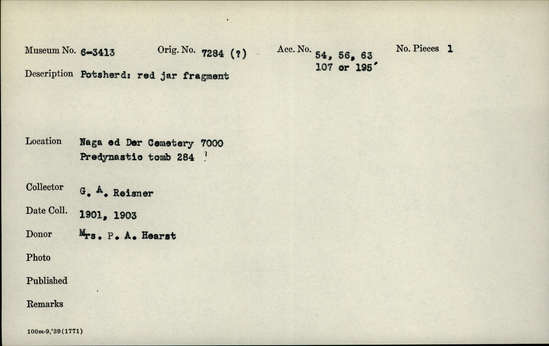 Museum No. 6-3413 Orig. No. 7284 (?) Acc. No. 54, 56, 63 No. Pieces 1
107 or 195
Description Potsherd: red jar fragment
Location Naga ed Der Cemetery 7000
Predynastic tomb 284 ?
Collector G. A. Reisner
Date Coll. 1901, 1903
Donor Mrs. P. A. Hearst
Photo
Published
Remarks
100m-9,'39(1771)